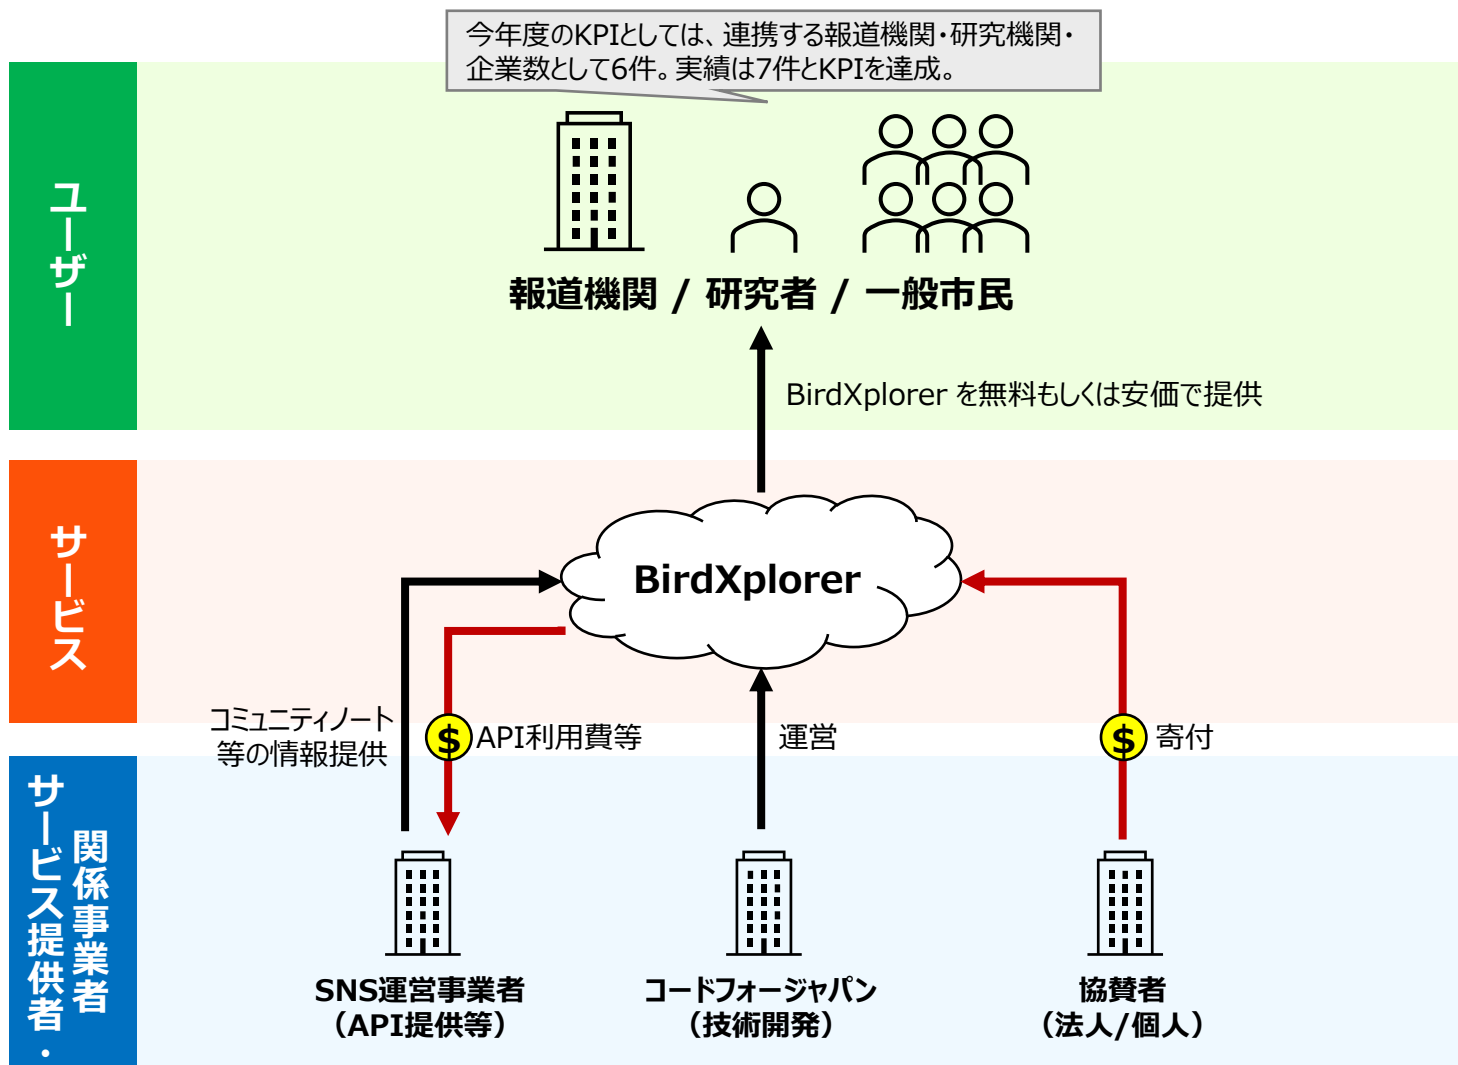 今年度のKPIとしては、連携する報道機関・研究機関・
企業数として6件。実績は7件とKPIを達成。
ユーザー
報道機関 / 研究者 / 一般市民
BirdXplorer を無料もしくは安価で提供
サービス
BirdXplorer
コミュニティノート
等の情報提供
$
API利用費等
運営
$
寄付
サービス提供者・
関係事業者
SNS運営事業者
（API提供等）
コードフォージャパン
（技術開発）
協賛者
（法人/個人）